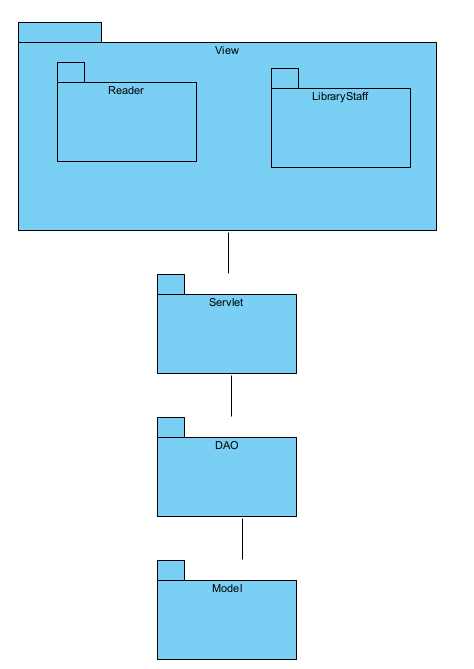 View
Reader
LibraryStaff
Servlet
DAO
Model